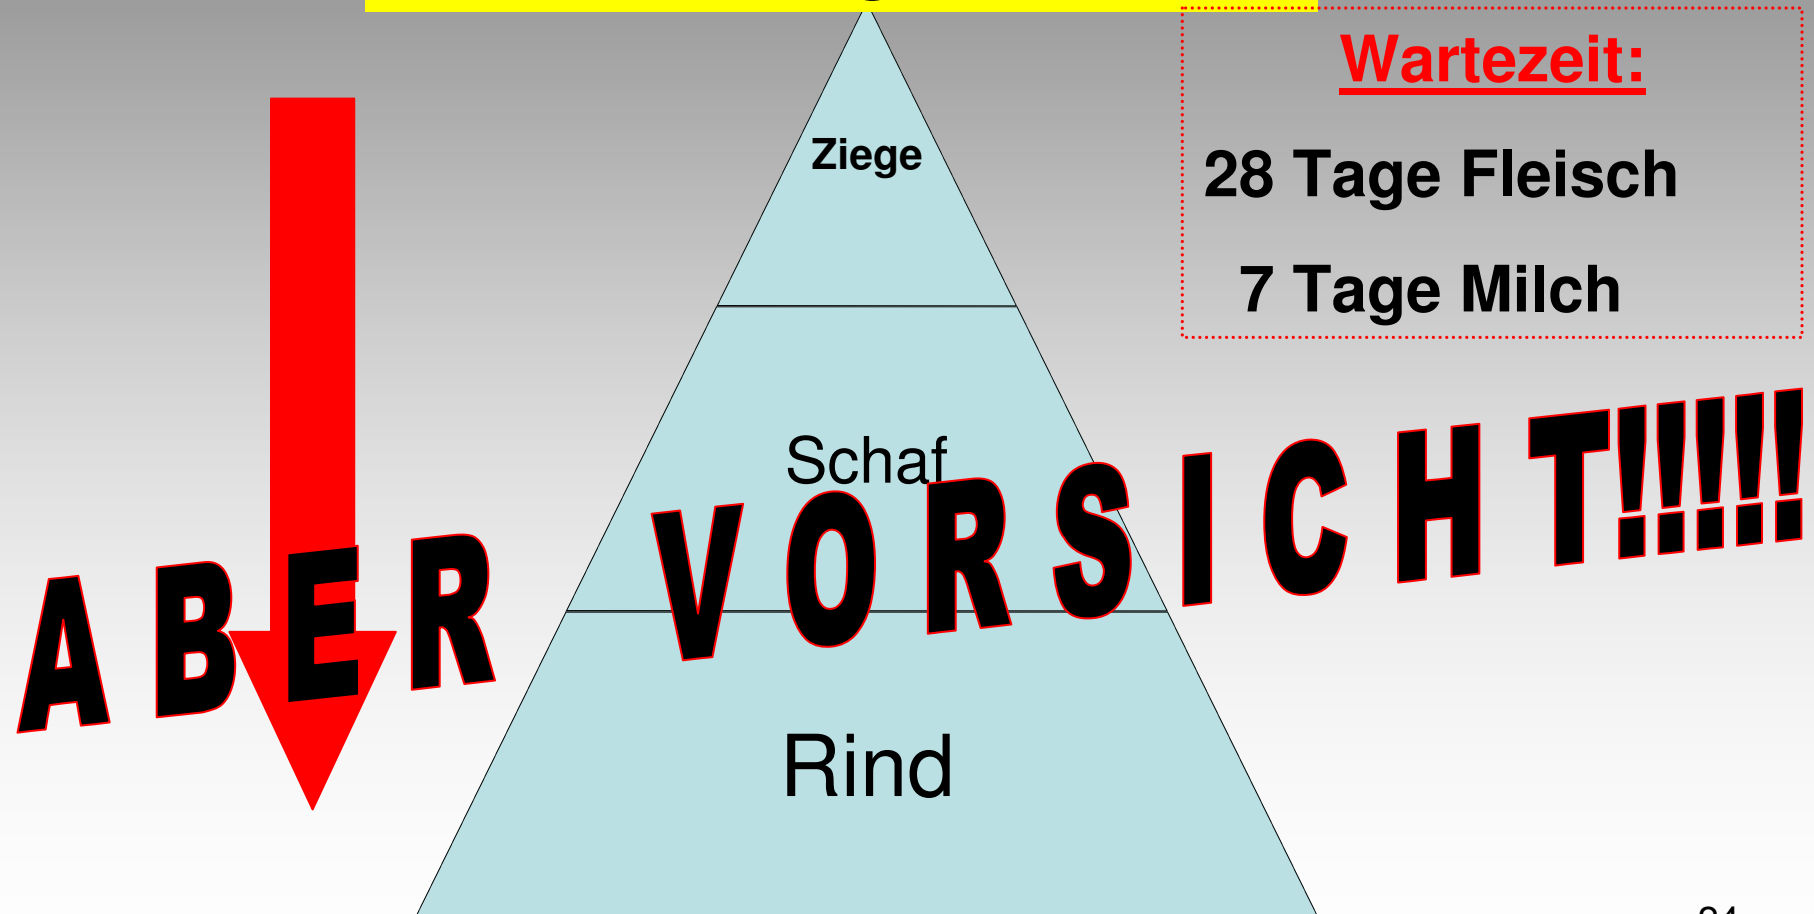 Wartezeit:
28 Tage Fleisch
7 Tage Milch
Ziege
Schaf
ABER VORSICHT!!!!!
Rind